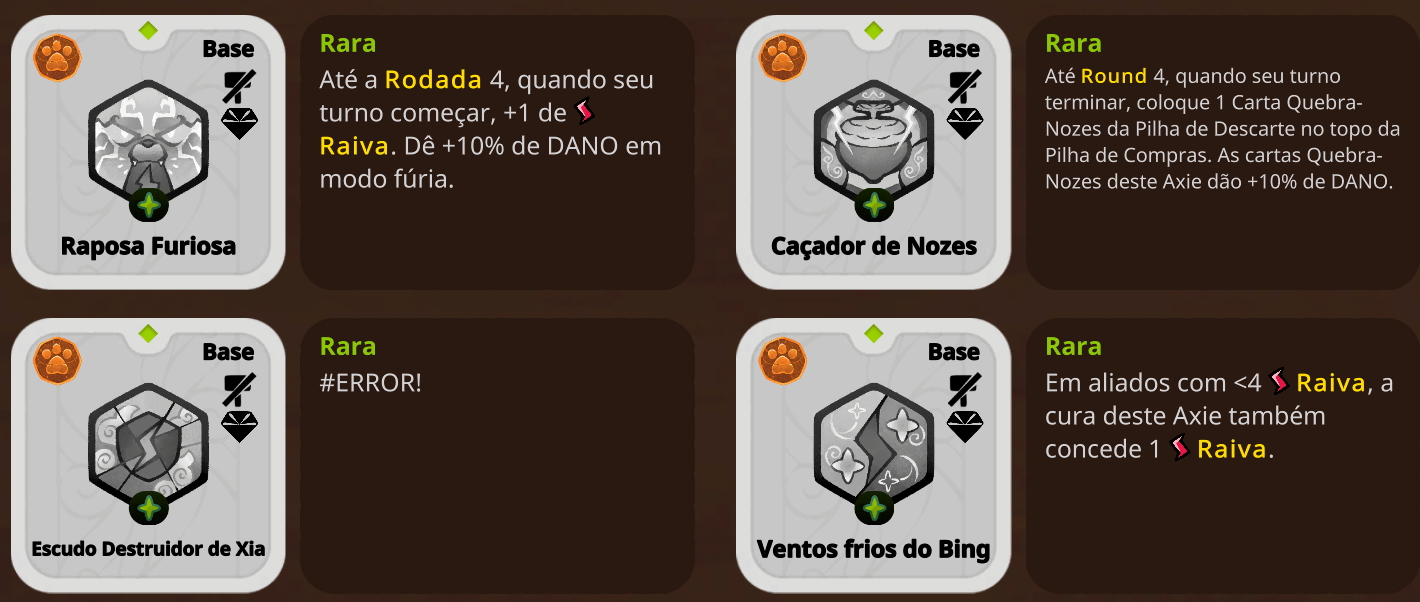 Base
Raposa Furiosa
Rara
Até a Rodada 4, quando seu
turno começar, +1 de
Raiva. Dê +10% de DANO em
modo fúria.
Base
Caçador de Nozes
Rara
Até Round 4, quando seu turno
terminar, coloque 1 Carta Quebra-
Nozes da Pilha de Descarte no topo da
Pilha de Compras. As cartas Quebra-
Nozes deste Axie dão +10% de DANO.
Base
Escudo Destruidor de Xia
Rara
#ERROR!
Base
Ventos frios do Bing
Rara
Em aliados com <4 Raiva, a
cura deste Axie também
concede 1 Raiva.